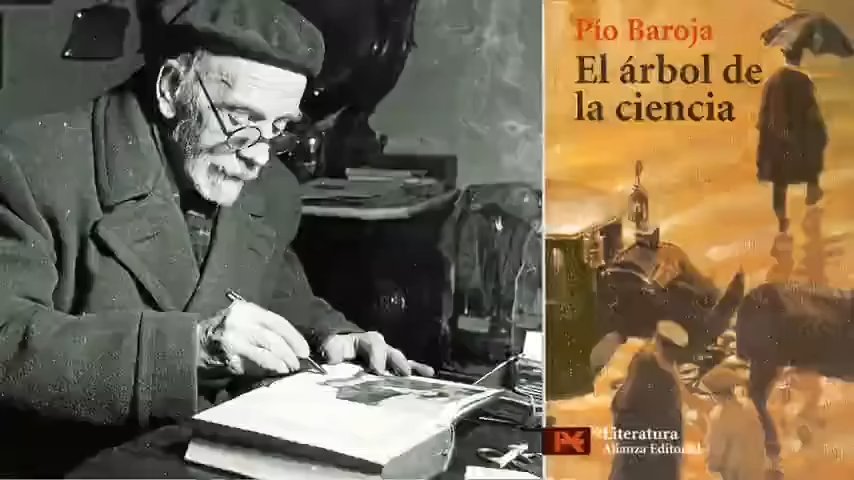 Pío Baroja
El árbol de
la ciencia
Literatura
Alianza Editorial